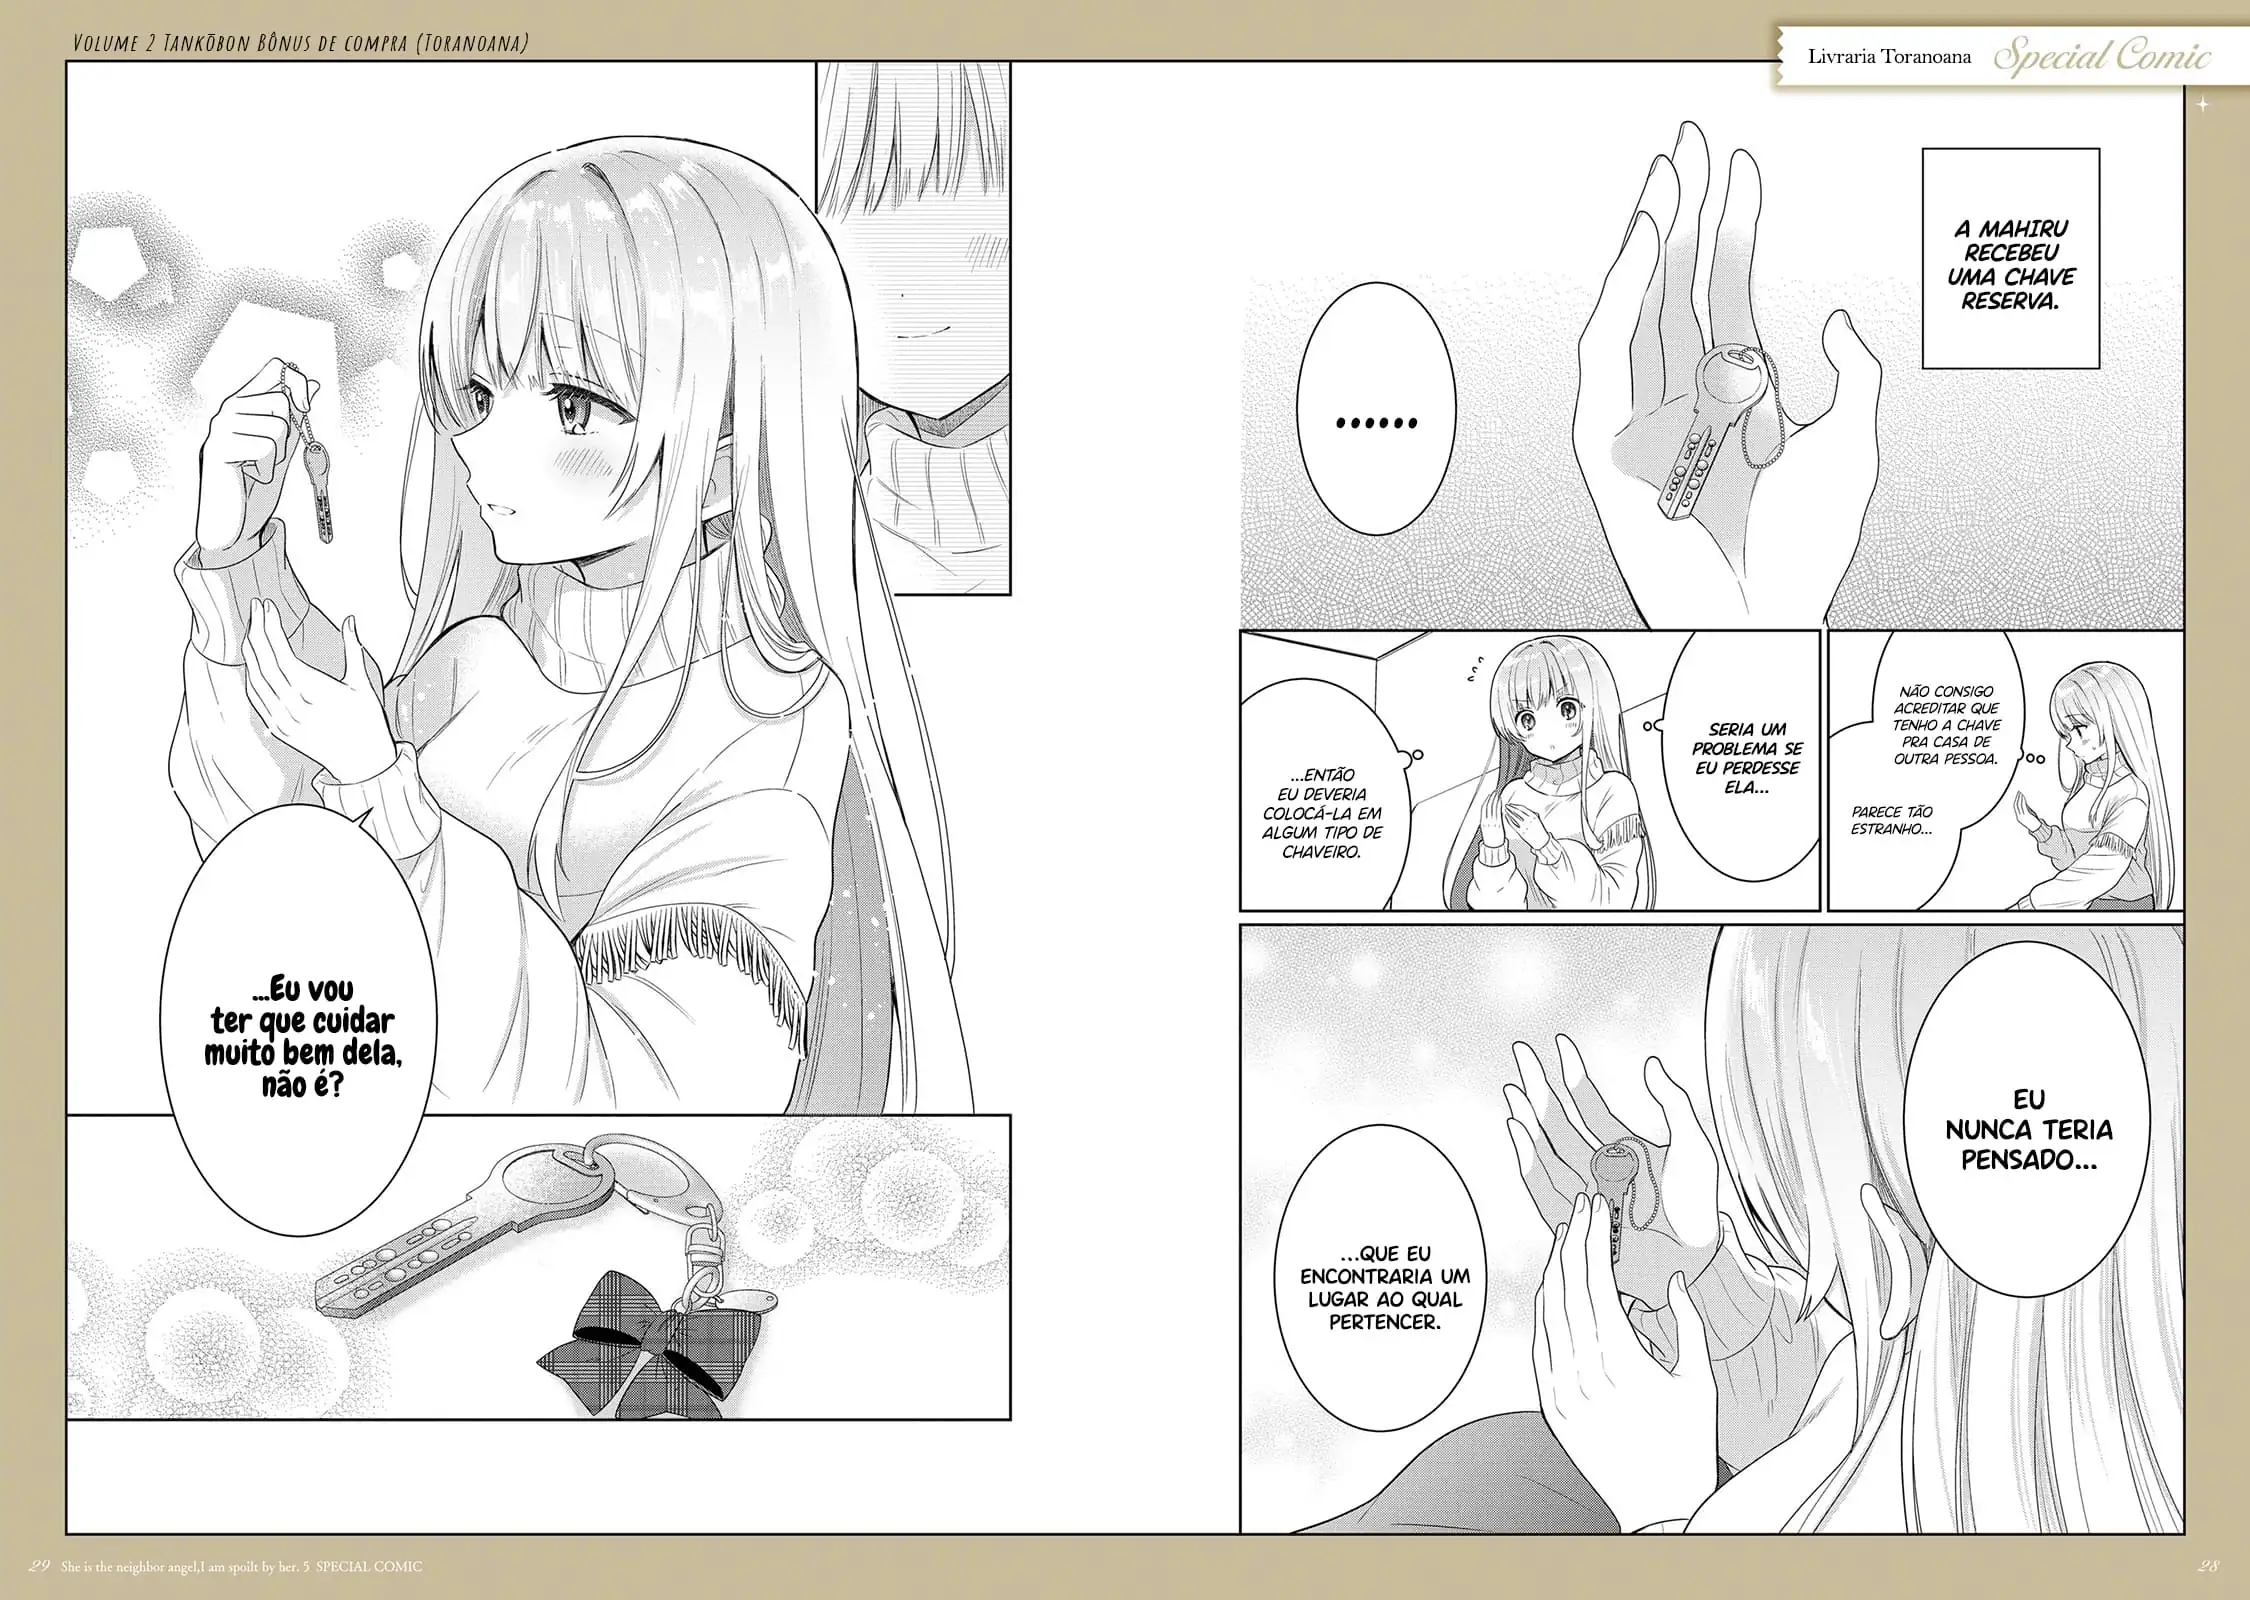 Volume 2 Tankōbon Bônus de compra (Toranoana)
Livraria Toranoana Special Comic
A MAHIRU
RECEBEU
UMA CHAVE
RESERVA.
......
NÃO CONSIGO
ACREDITAR QUE
TENHO A CHAVE
PRA CASA DE
OUTRA PESSOA.
PARECE TÃO
ESTRANHO...
SERIA UM
PROBLEMA SE
EU PERDESSE
ELA...
...ENTÃO
EU DEVERIA
COLOCÁ-LA EM
ALGUM TIPO DE
CHAVEIRO.
EU
NUNCA TERIA
PENSADO...
...QUE EU
ENCONTRARIA UM
LUGAR AO QUAL
PERTENCER.
...Eu vou
ter que cuidar
muito bem dela,
não é?
29 She is the neighbor angel,I am spoilt by her. 5 SPECIAL COMIC
28